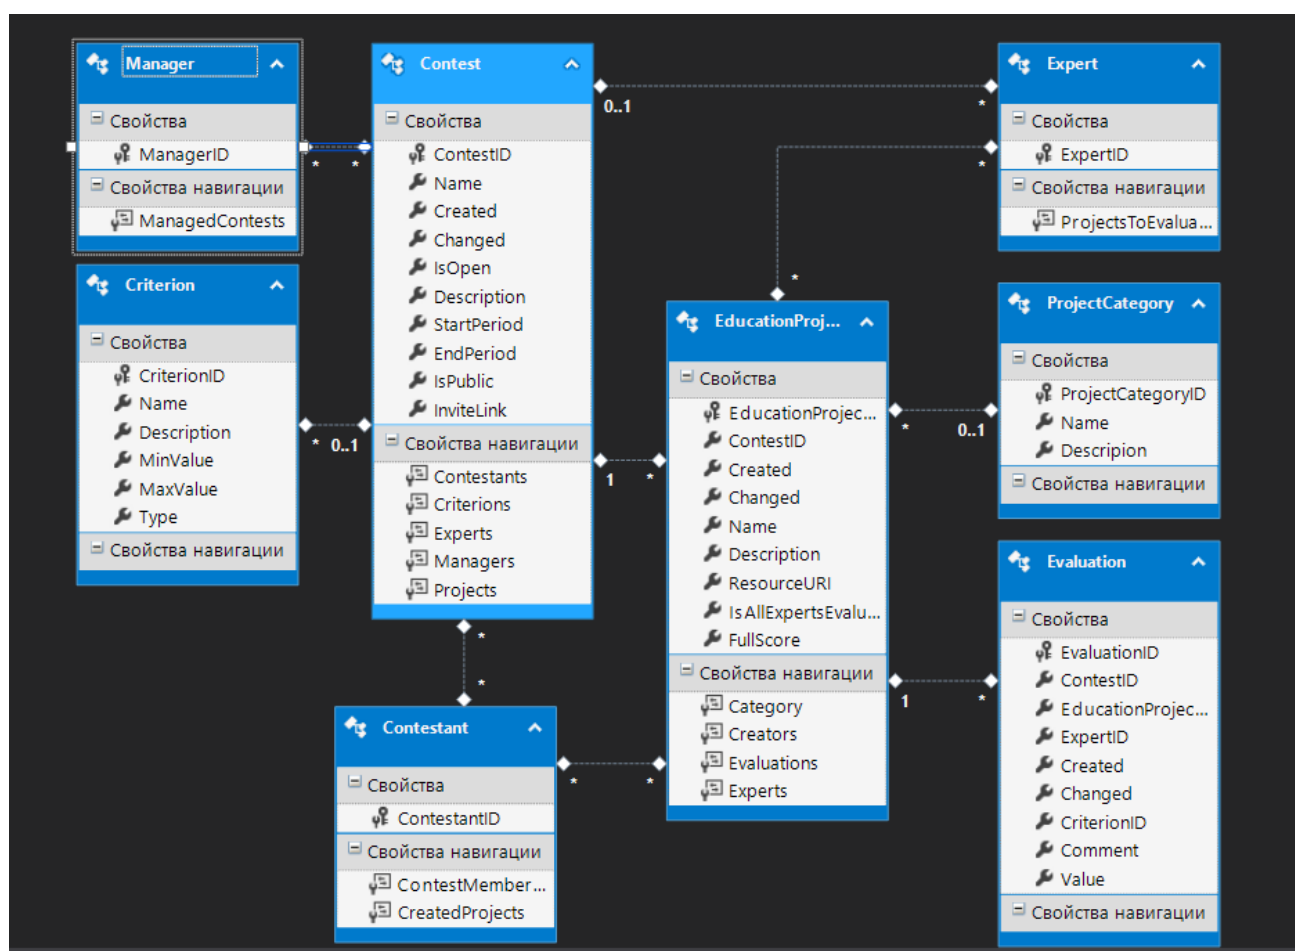 Manager
Свойства
ManagerID
Свойства навигации
ManagedContests
* *
Criterion
Свойства
CriterionID
Name
Description
MinValue
MaxValue
Type
Свойства навигации
* 0..1
Contest
Свойства
ContestID
Name
Created
Changed
IsOpen
Description
StartPeriod
EndPeriod
IsPublic
InviteLink
Свойства навигации
Contestants
Criterions
Experts
Managers
Projects
0..1 *
1 *
*
*
Contestant
Свойства
ContestantID
Свойства навигации
ContestMember...
CreatedProjects
* *
EducationProj...
Свойства
EducationProjec...
ContestID
Created
Changed
Name
Description
ResourceURI
IsAllExpertsEvalu...
FullScore
Свойства навигации
Category
Creators
Evaluations
Experts
*
*
* 0..1
1 *
Expert
Свойства
ExpertID
Свойства навигации
ProjectsToEvalua...
ProjectCategory
Свойства
ProjectCategoryID
Name
Descripion
Свойства навигации
Evaluation
Свойства
EvaluationID
ContestID
EducationProjec...
ExpertID
Created
Changed
CriterionID
Comment
Value
Свойства навигации